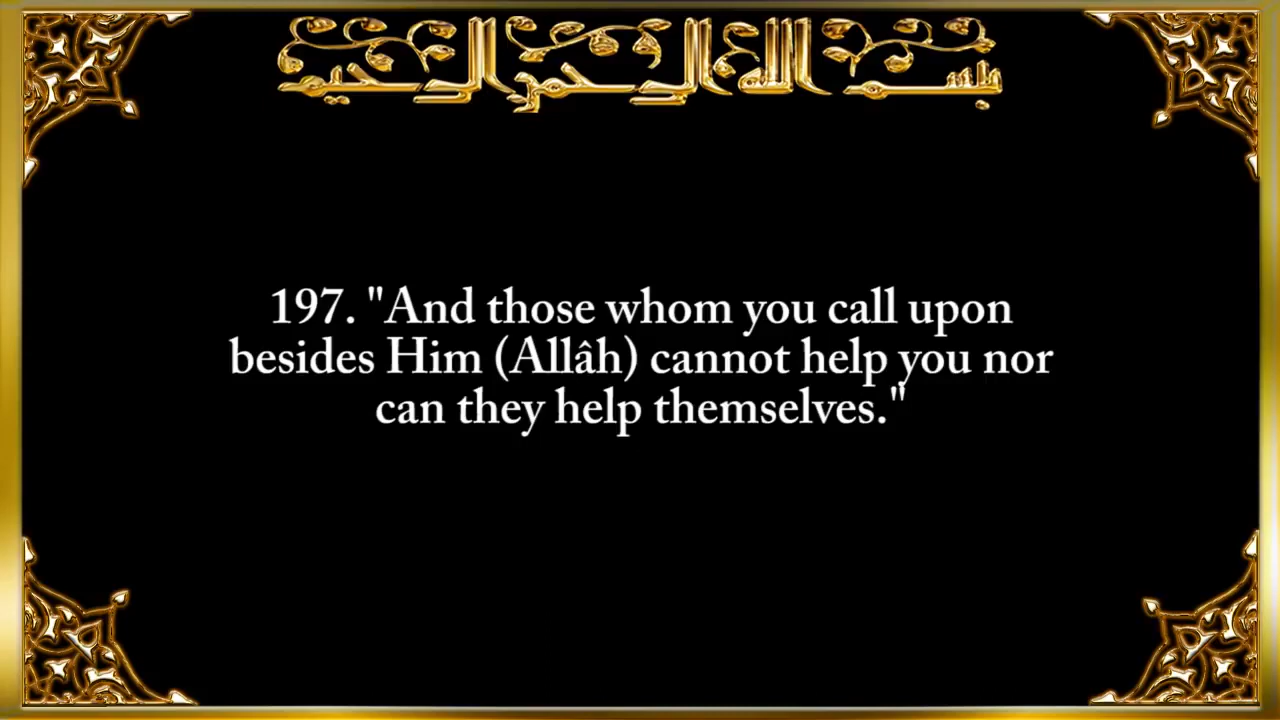 بسم الله الرحمن الرحيم
197. "And those whom you call upon
besides Him (Allâh) cannot help you nor
can they help themselves."